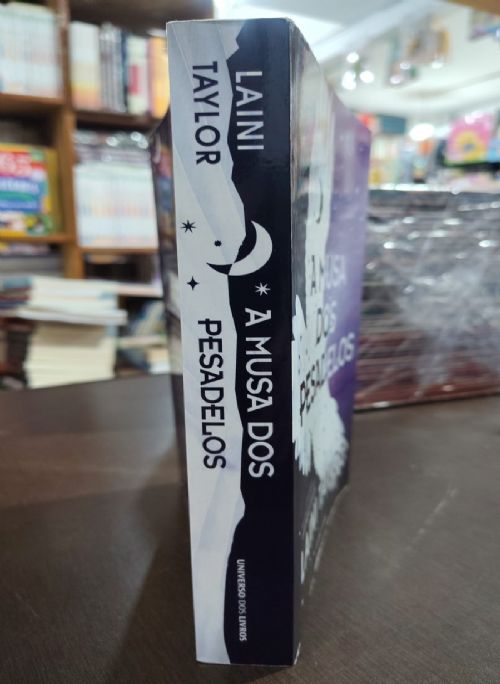 LAINI
TAYLOR
A MUSA DOS
PESADELOS
UNIVERSO DOS LIVROS
A MUSA
DOS
PESADELOS